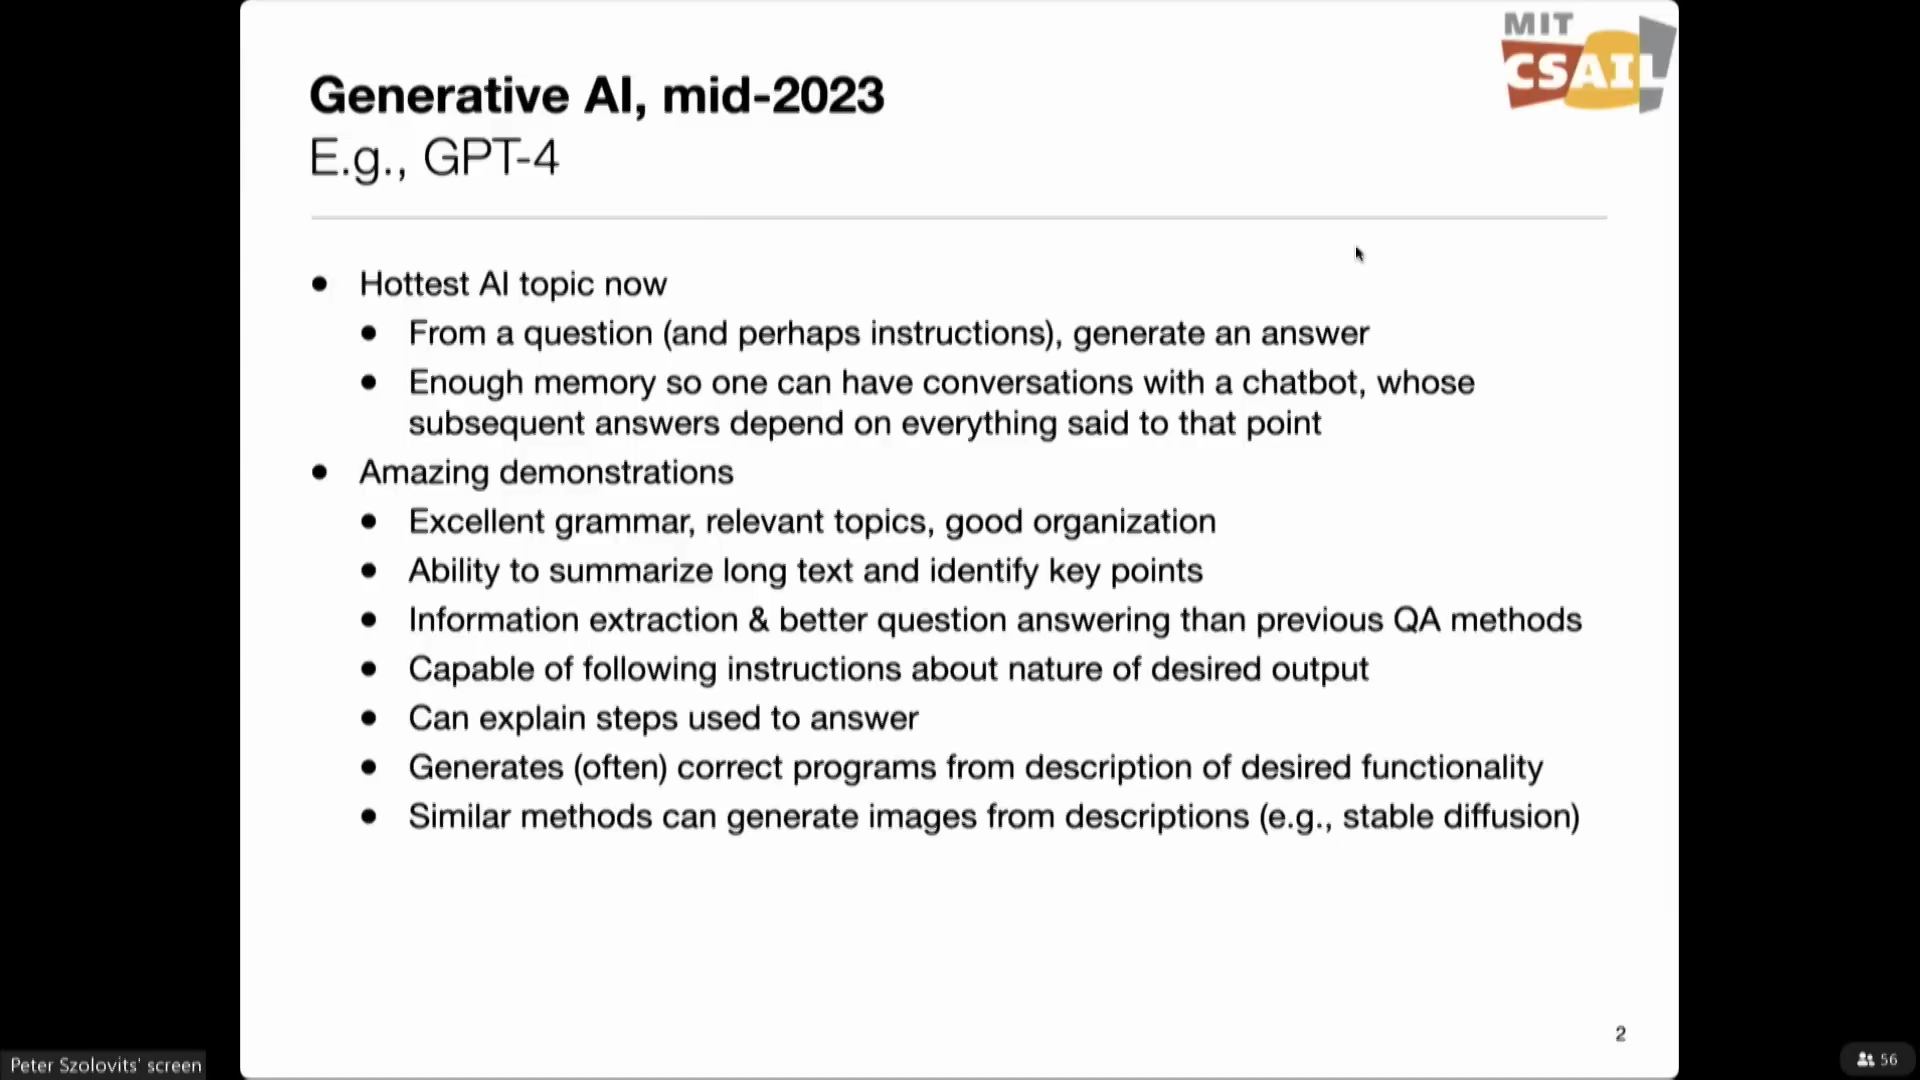 MIT
CSAIL
Generative AI, mid-2023
E.g., GPT-4
• Hottest AI topic now
• From a question (and perhaps instructions), generate an answer
• Enough memory so one can have conversations with a chatbot, whose
subsequent answers depend on everything said to that point
• Amazing demonstrations
• Excellent grammar, relevant topics, good organization
• Ability to summarize long text and identify key points
• Information extraction & better question answering than previous QA methods
• Capable of following instructions about nature of desired output
• Can explain steps used to answer
• Generates (often) correct programs from description of desired functionality
• Similar methods can generate images from descriptions (e.g., stable diffusion)
2
Peter Szolovits' screen
56